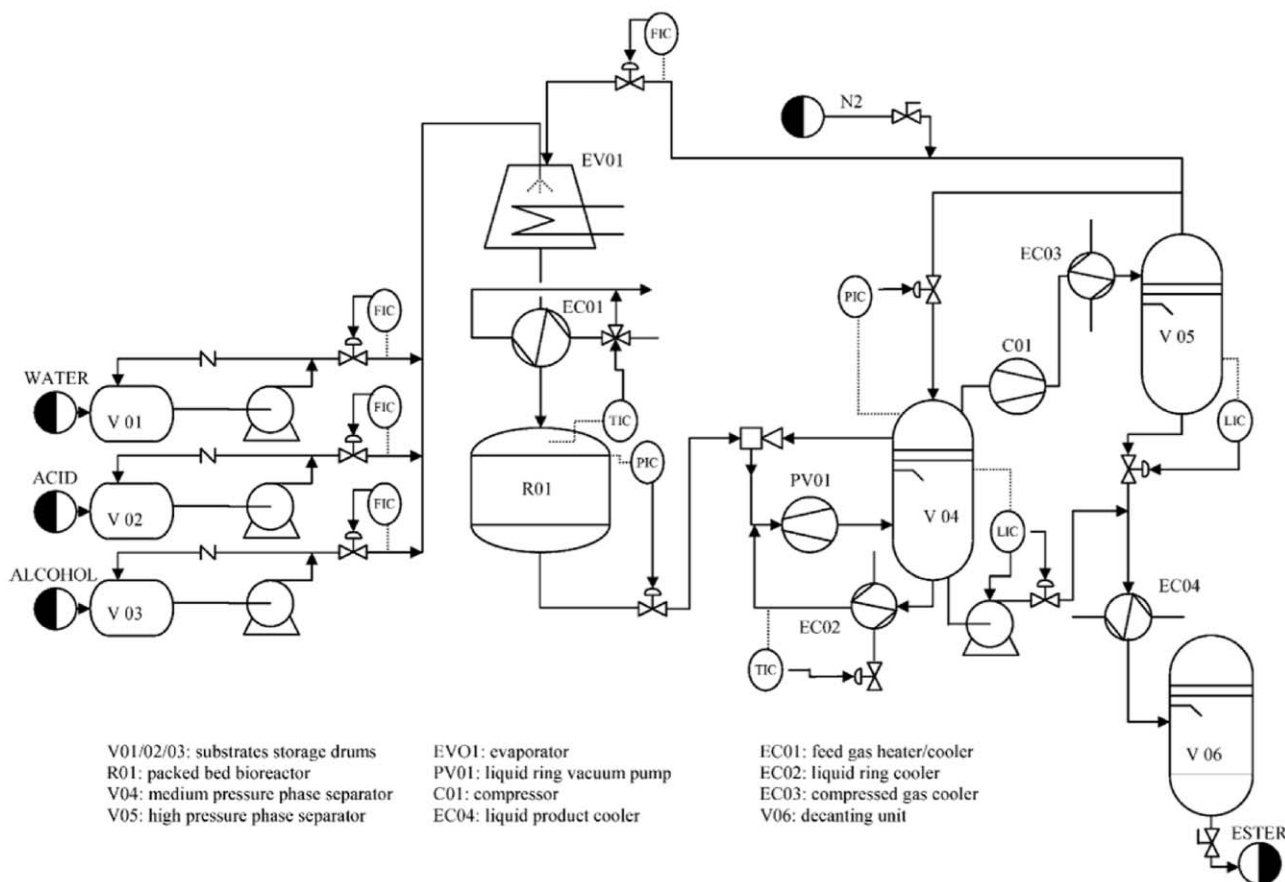 FIC
N2
EV01
EC03
PIC
EC01
FIC
V 05
C01
WATER
TIC
LIC
V 01
FIC
PIC
ACID
PV01
R01
V 02
V 04
FIC
LIC
ALCOHOL
EC04
V 03
EC02
TIC
V 06
V01/02/03: substrates storage drums
R01: packed bed bioreactor
V04: medium pressure phase separator
V05: high pressure phase separator
EVO1: evaporator
PV01: liquid ring vacuum pump
C01: compressor
EC04: liquid product cooler
EC01: feed gas heater/cooler
EC02: liquid ring cooler
EC03: compressed gas cooler
V06: decanting unit
ESTER